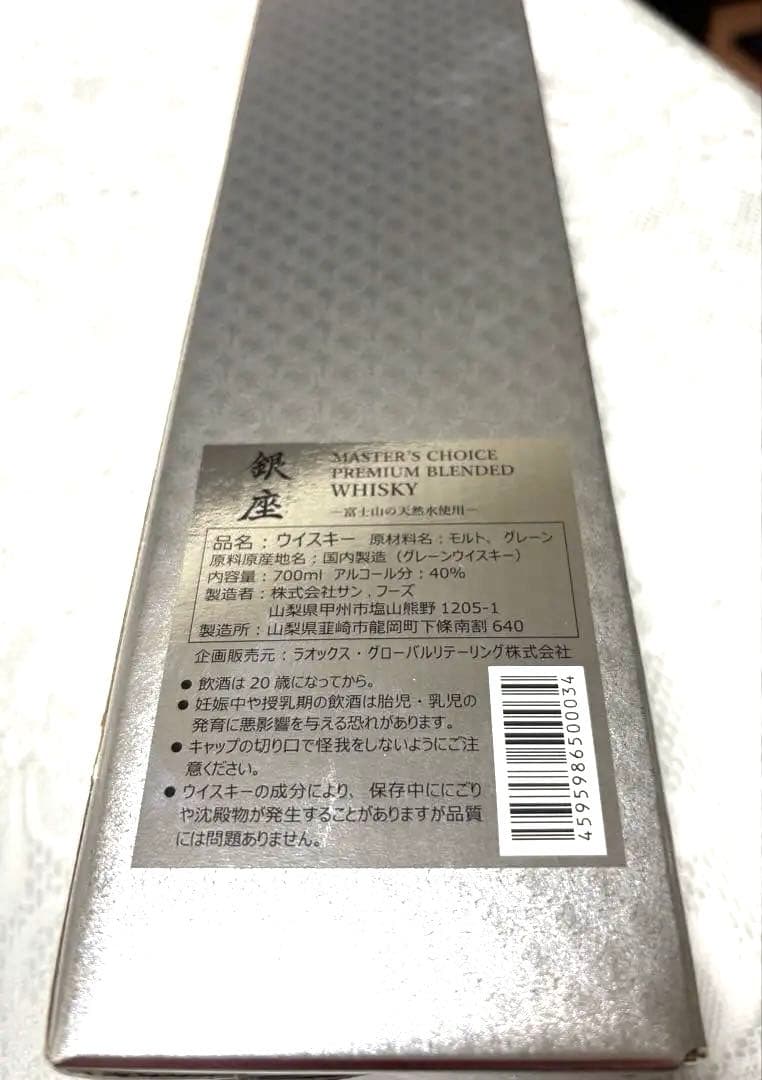 銀座
MASTER'S CHOICE
PREMIUM BLENDED
WHISKY
−富士山の天然水使用−
品名：ウイスキー 原材料名：モルト、グレーン
原料原産地名：国内製造（グレーンウイスキー）
内容量：700ml アルコール分：40%
製造者：株式会社サン.フーズ
山梨県甲州市塩山熊野 1205-1
製造所：山梨県韮崎市龍岡町下條南割 640
企画販売元：ラオックス・グローバルリテーリング株式会社
● 飲酒は 20 歳になってから。
● 妊娠中や授乳期の飲酒は胎児・乳児の
発育に悪影響を与える恐れがあります。
● キャップの切り口で怪我をしないようにご注
意ください。
● ウイスキーの成分により、保存中ににごり
や沈殿物が発生することがありますが品質
には問題ありません。
4595986500034